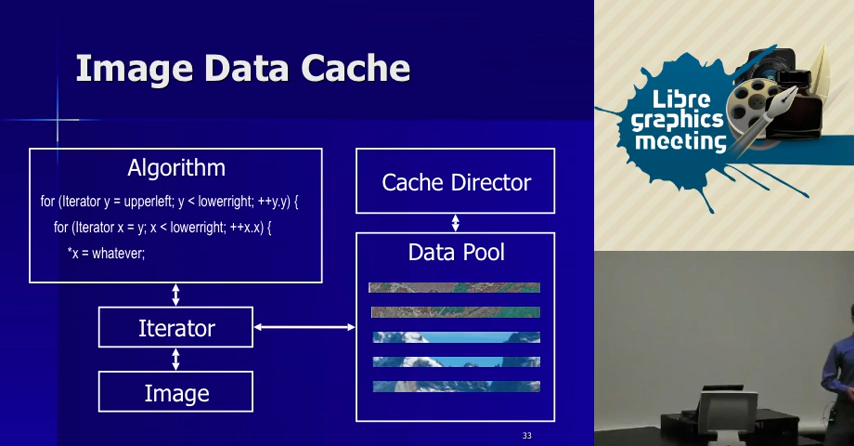 Image Data Cache
Algorithm
for (Iterator y = upperleft; y < lowerright; ++y.y) {
for (Iterator x = y; x < lowerright; ++x.x) {
*x = whatever;
Iterator
Image
Cache Director
Data Pool
33
Libre
graphics
meeting